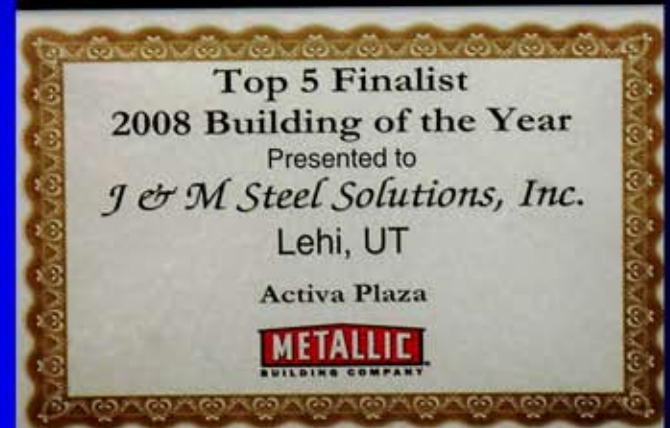 Top 5 Finalist
2008 Building of the Year
Presented to
J & M Steel Solutions, Inc.
Lehi, UT
Activa Plaza
METALLIC
BUILDING COMPANY